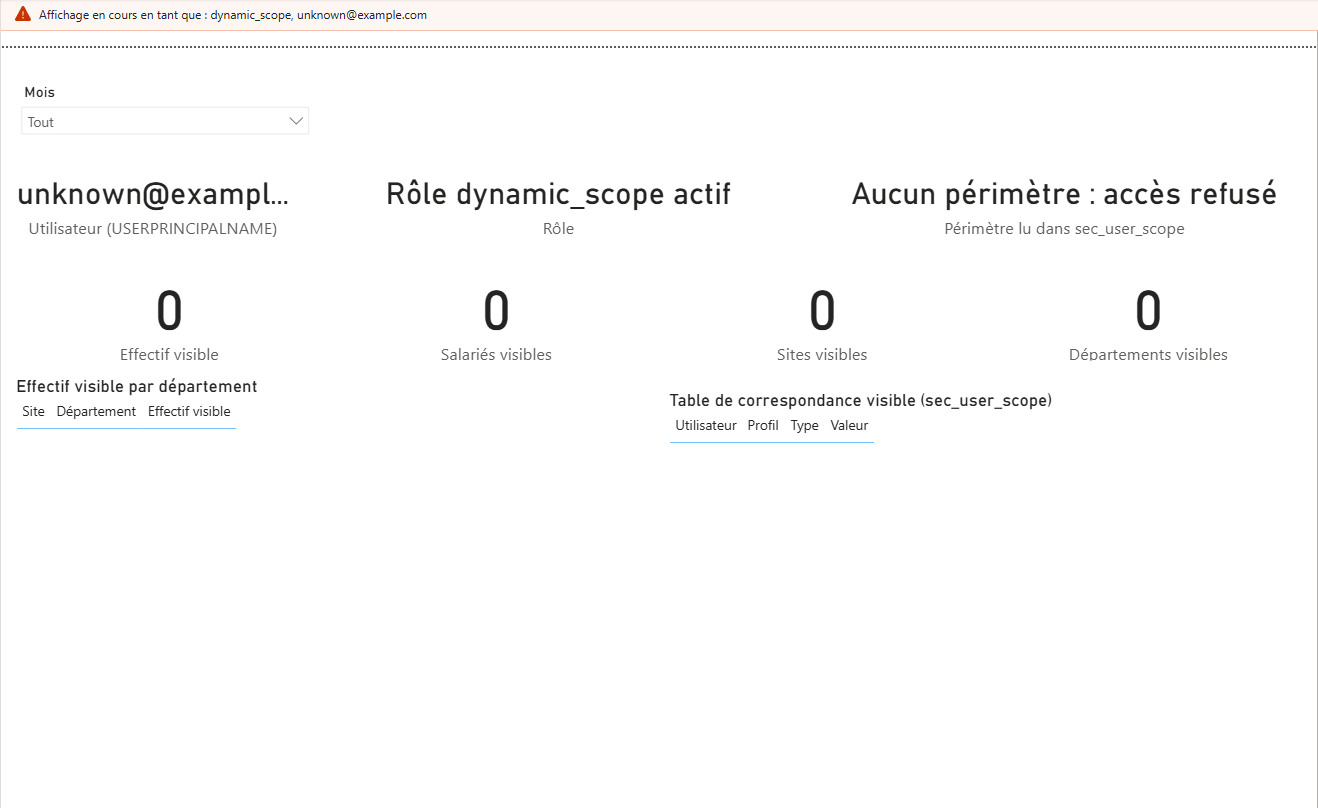 Affichage en cours en tant que : dynamic_scope, unknown@example.com
Mois
Tout
unknown@exampl...
Utilisateur (USERPRINCIPALNAME)
Rôle dynamic_scope actif
Rôle
Aucun périmètre : accès refusé
Périmètre lu dans sec_user_scope
0
Effectif visible
0
Salariés visibles
0
Sites visibles
0
Départements visibles
Effectif visible par département
Site Département Effectif visible
Table de correspondance visible (sec_user_scope)
Utilisateur Profil Type Valeur